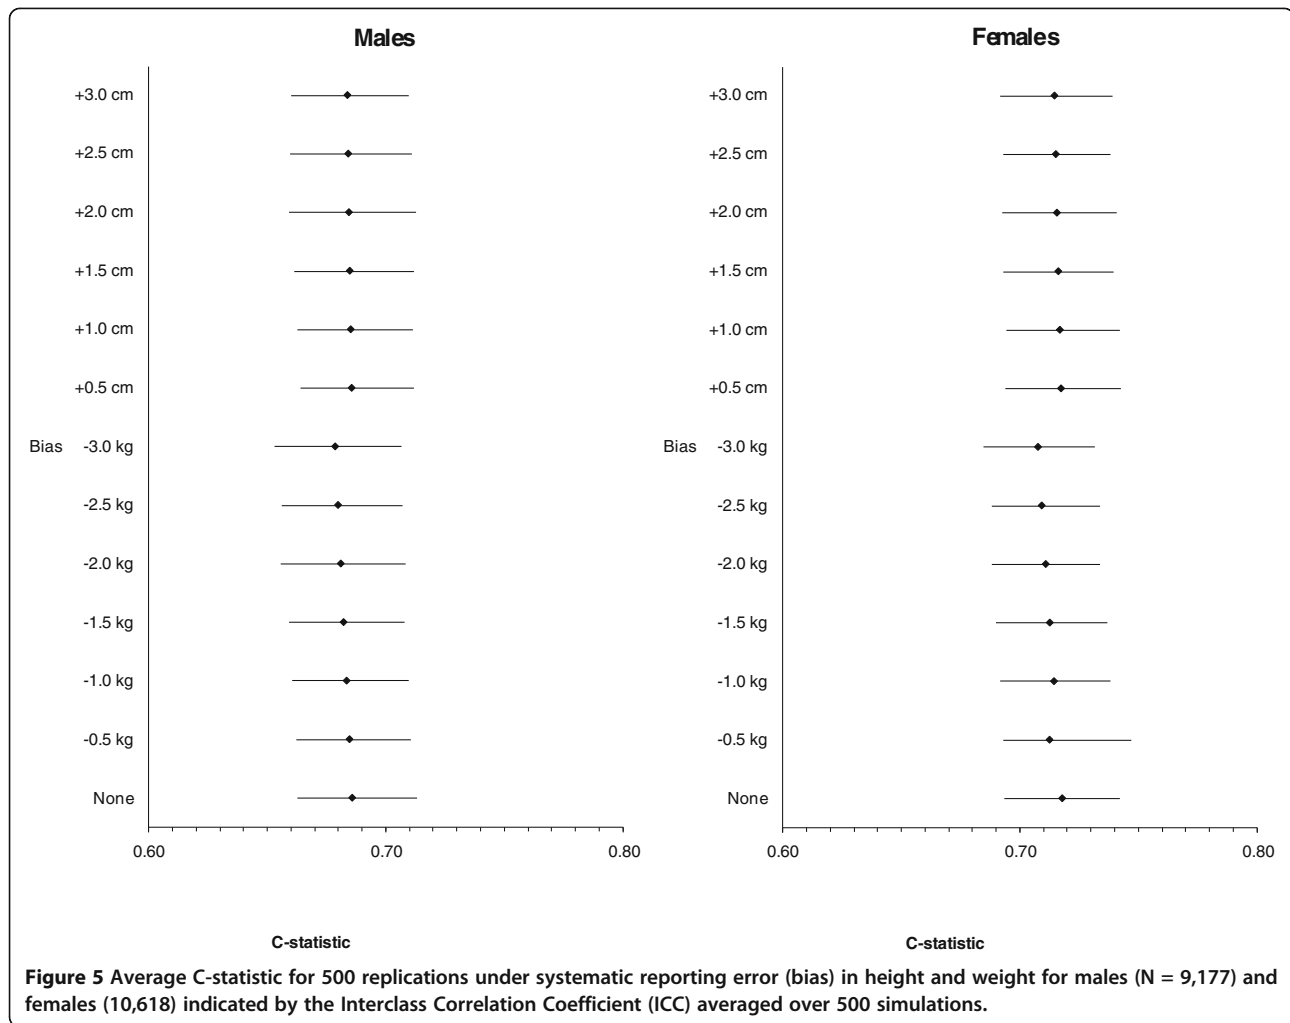 Males
+3.0 cm
+2.5 cm
+2.0 cm
+1.5 cm
+1.0 cm
+0.5 cm
Bias -3.0 kg
-2.5 kg
-2.0 kg
-1.5 kg
-1.0 kg
-0.5 kg
None
0.60 0.70 0.80
C-statistic
Females
+3.0 cm
+2.5 cm
+2.0 cm
+1.5 cm
+1.0 cm
+0.5 cm
Bias -3.0 kg
-2.5 kg
-2.0 kg
-1.5 kg
-1.0 kg
-0.5 kg
None
0.60 0.70 0.80
C-statistic
Figure 5 Average C-statistic for 500 replications under systematic reporting error (bias) in height and weight for males (N = 9,177) and
females (10,618) indicated by the Interclass Correlation Coefficient (ICC) averaged over 500 simulations.